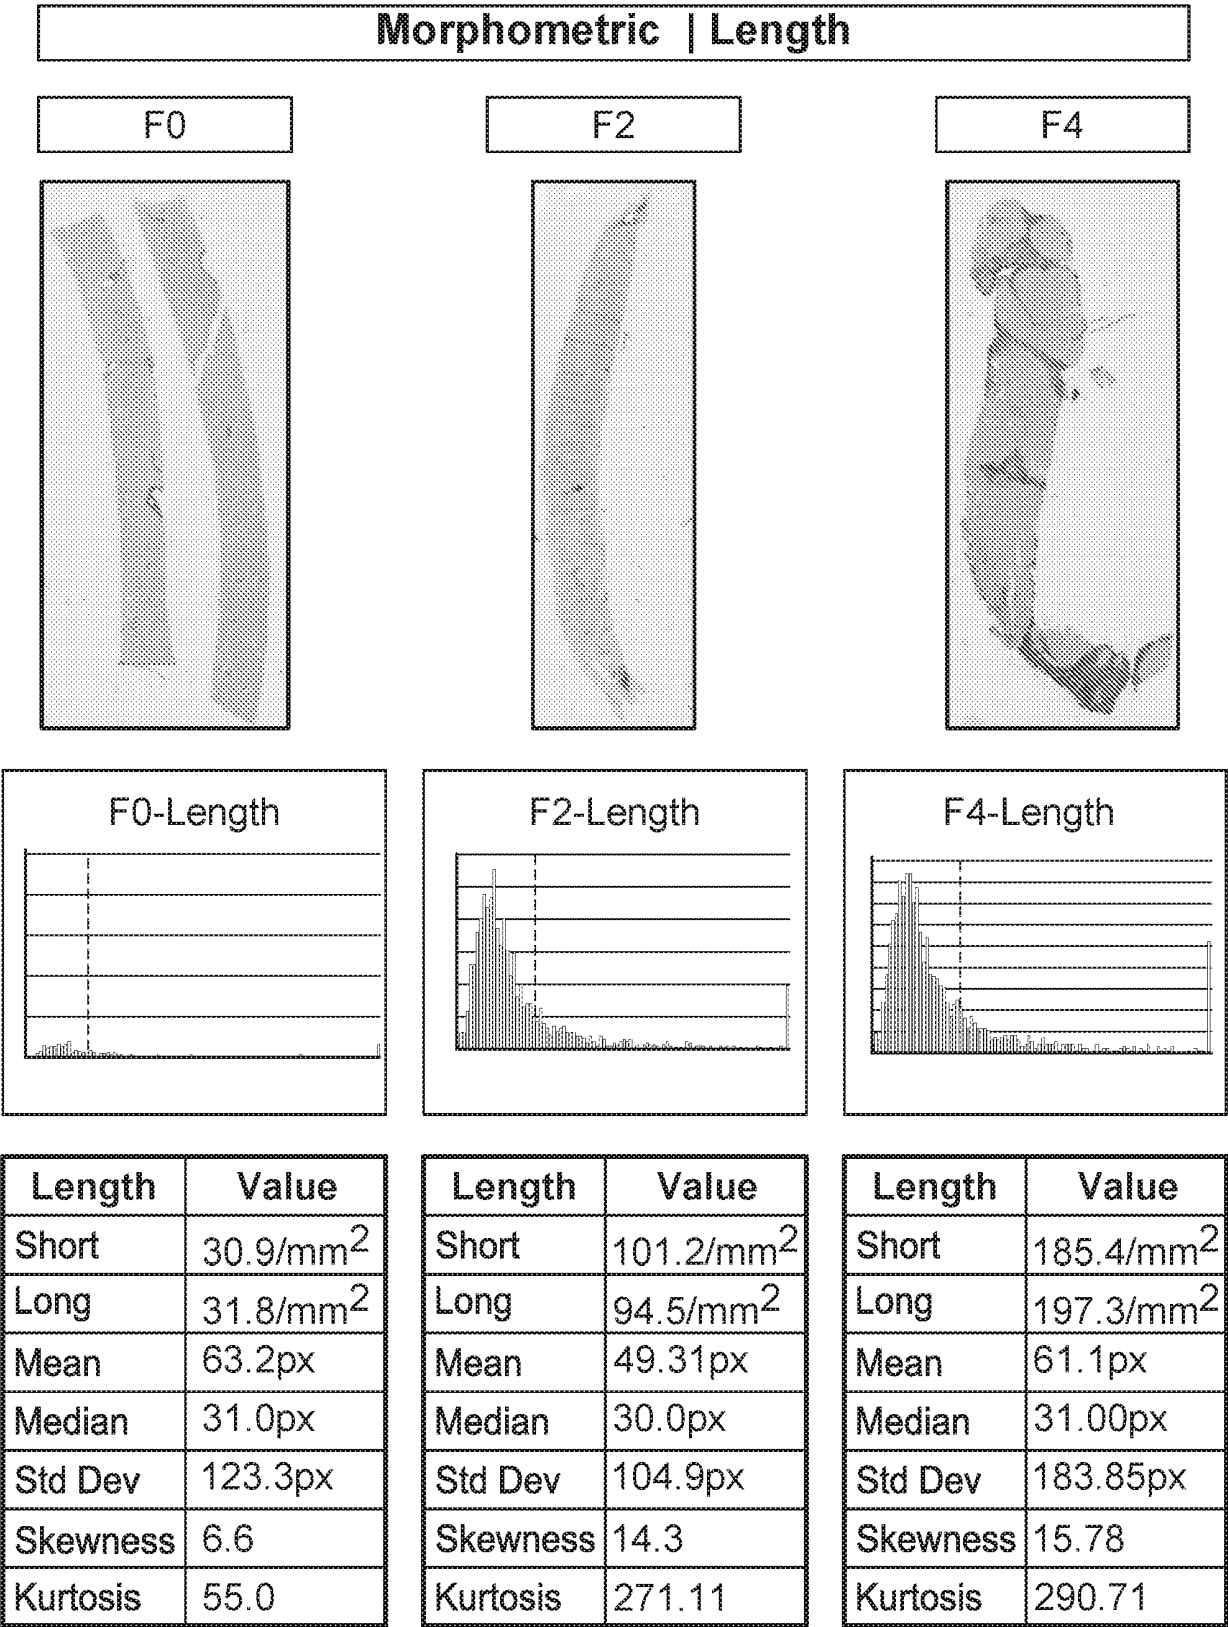 Morphometric | Length
F0
F2
F4
F0-Length
F2-Length
F4-Length
Length Value
Short 30.9/mm²
Long 31.8/mm²
Mean 63.2px
Median 31.0px
Std Dev 123.3px
Skewness 6.6
Kurtosis 55.0
Length Value
Short 101.2/mm²
Long 94.5/mm²
Mean 49.31px
Median 30.0px
Std Dev 104.9px
Skewness 14.3
Kurtosis 271.11
Length Value
Short 185.4/mm²
Long 197.3/mm²
Mean 61.1px
Median 31.00px
Std Dev 183.85px
Skewness 15.78
Kurtosis 290.71